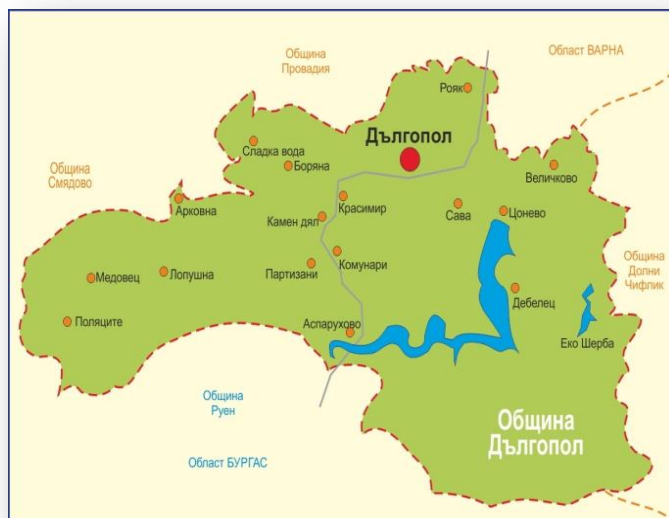 Община
Провадия
Област ВАРНА
Рояк
Дългопол
Сладка вода
Боряна
Величково
Община
Смядово
Арковна
Красимир
Сава
Цонево
Камен дял
Община
Долни
Чифлик
Комунари
Партизани
Лопушна
Медовец
Дебелец
Поляците
Аспарухово
Еко Шерба
Община
Руен
Община
Дългопол
Област БУРГАС